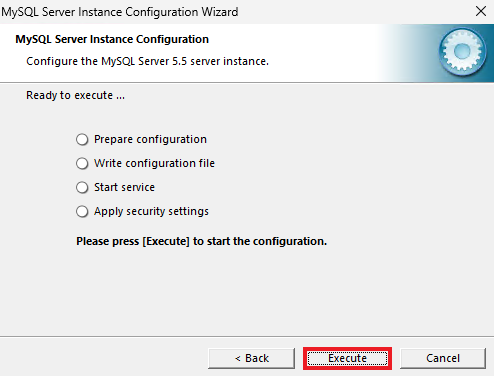 MySQL Server Instance Configuration Wizard
MySQL Server Instance Configuration
Configure the MySQL Server 5.5 server instance.
Ready to execute ...
Prepare configuration
Write configuration file
Start service
Apply security settings
Please press [Execute] to start the configuration.
< Back Execute Cancel